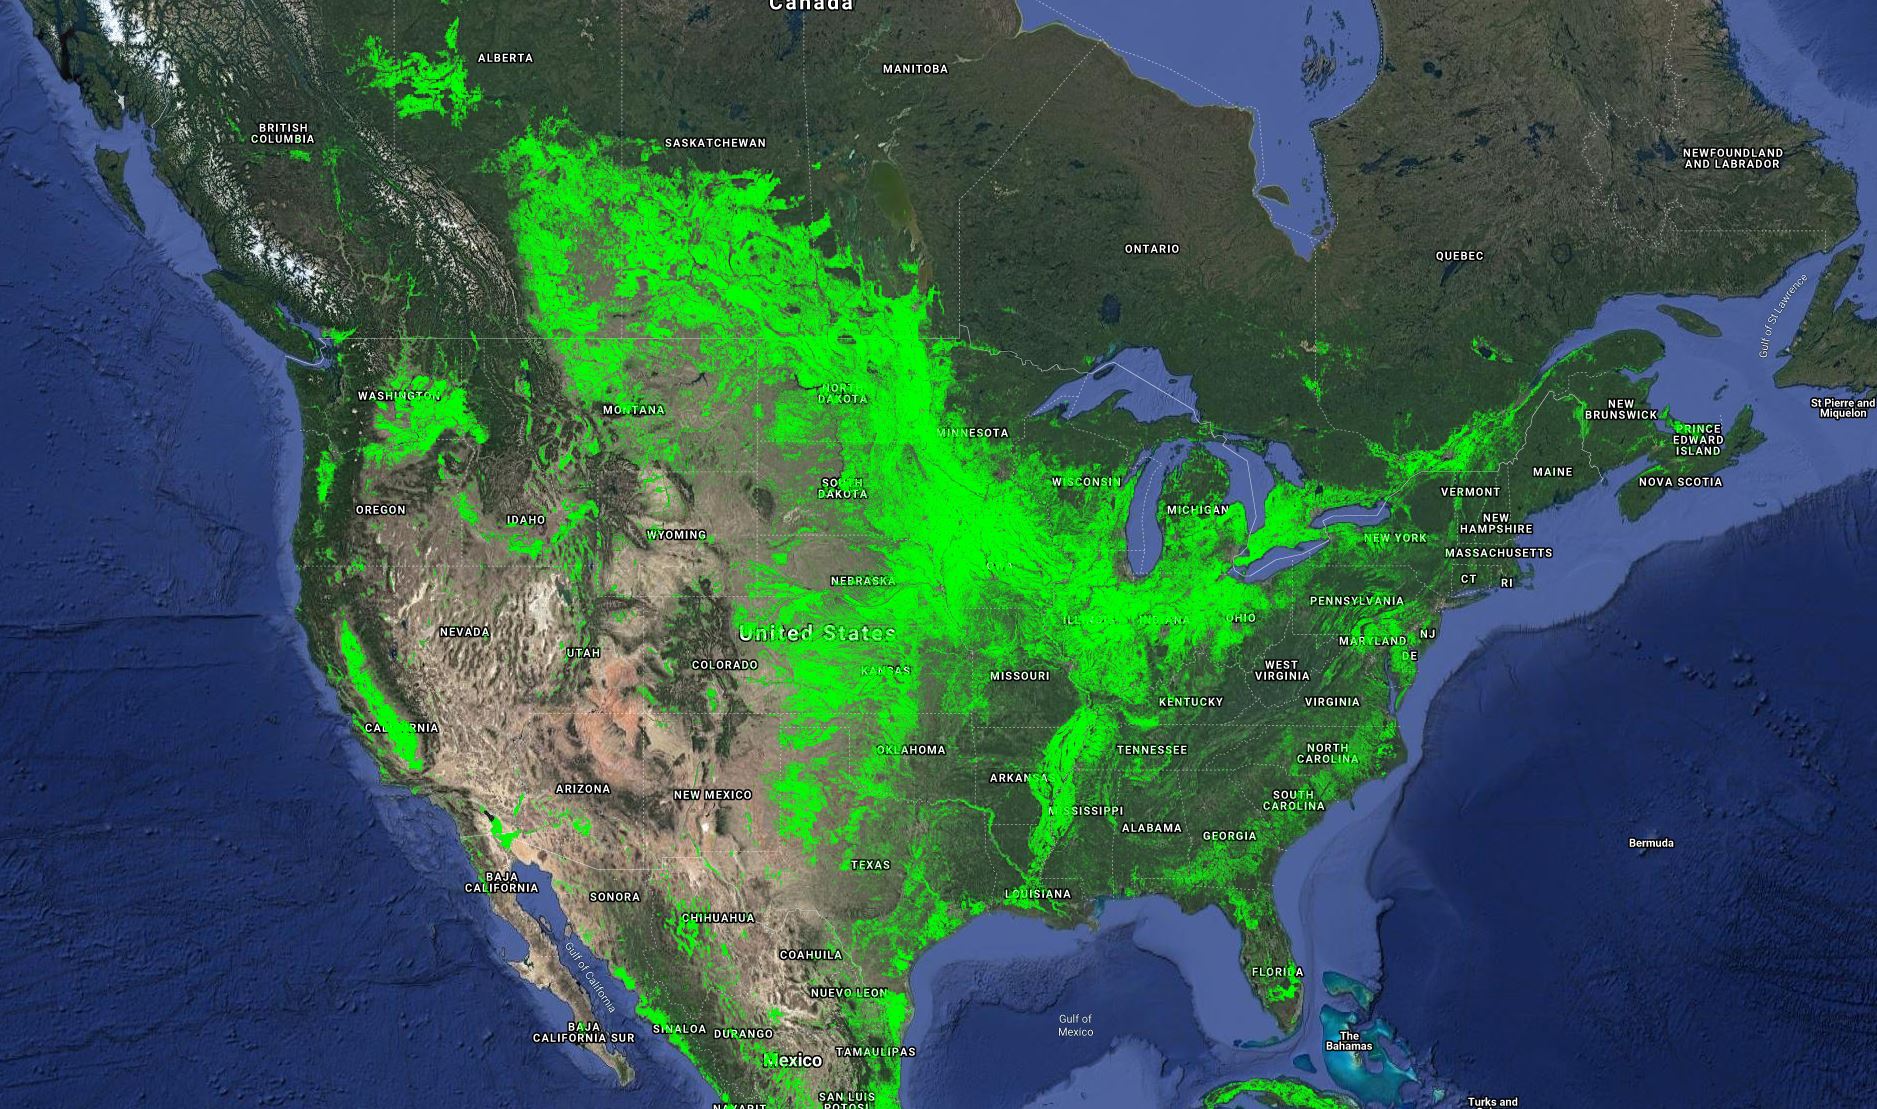 Canada
ALBERTA
MANITOBA
BRITISH
COLUMBIA
SASKATCHEWAN
NEWFOUNDLAND
AND LABRADOR
ONTARIO
QUEBEC
Gulf of St Lawrence
WASHINGTON
MONTANA
NORTH
DAKOTA
MINNESOTA
NEW
BRUNSWICK
St Pierre and
Miquelon
PRINCE
EDWARD
ISLAND
MAINE
NOVA SCOTIA
OREGON
IDAHO
SOUTH
DAKOTA
WISCONSIN
MICHIGAN
VERMONT
NEW
HAMPSHIRE
WYOMING
NEW YORK
MASSACHUSETTS
CT
RI
NEBRASKA
IOWA
PENNSYLVANIA
NEVADA
UTAH
United States
ILLINOIS
INDIANA
OHIO
MARYLAND
NJ
DE
COLORADO
KANSAS
MISSOURI
WEST
VIRGINIA
KENTUCKY
VIRGINIA
CALIFORNIA
OKLAHOMA
TENNESSEE
NORTH
CAROLINA
ARIZONA
NEW MEXICO
ARKANSAS
MISSISSIPPI
ALABAMA
SOUTH
CAROLINA
GEORGIA
Bermuda
TEXAS
BAJA
CALIFORNIA
SONORA
LOUISIANA
CHIHUAHUA
Gulf of California
COAHUILA
FLORIDA
NUEVO LEON
BAJA
CALIFORNIA SUR
SINALOA
DURANGO
Gulf of
Mexico
The
Bahamas
Mexico
TAMAULIPAS
SAN LUIS
POTOSI
NAYARIT
Turks and